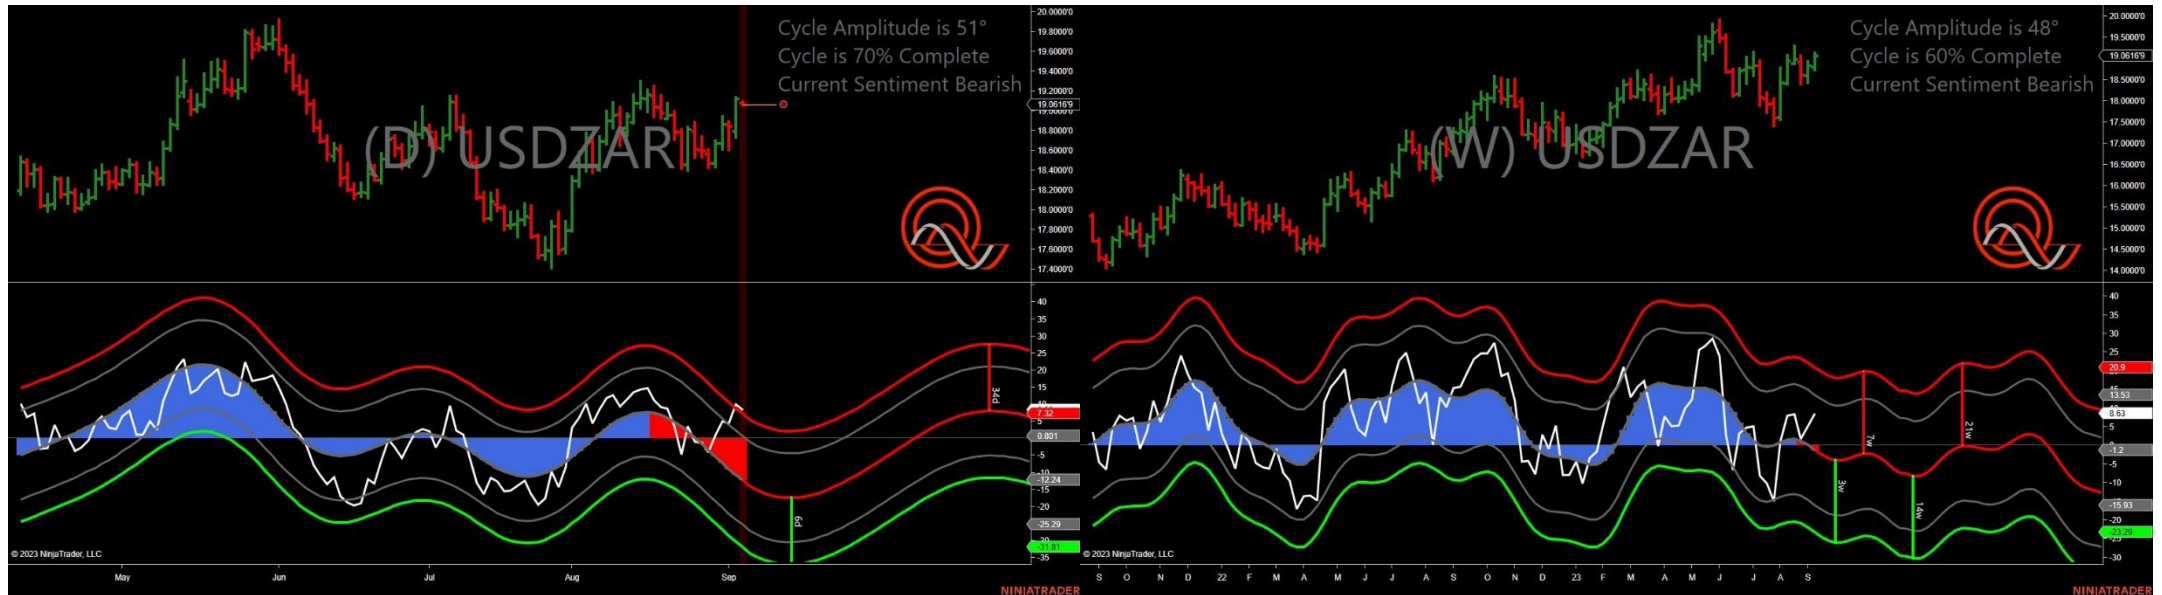 Cycle Amplitude is 51°
Cycle is 70% Complete
Current Sentiment Bearish
(D) USDZAR
20.0000'0
19.8000'0
19.6000'0
19.4000'0
19.2000'0
19.0616'9
19.0000'0
18.8000'0
18.6000'0
18.4000'0
18.2000'0
18.0000'0
17.8000'0
17.6000'0
17.4000'0
40
35
30
25
20
15
7.32
0.801
-5
-10
-12.24
-15
-20
-25.29
-31.81
-35
34d
6d
© 2023 NinjaTrader, LLC
May Jun Jul Aug Sep
NINJATRADER
Cycle Amplitude is 48°
Cycle is 60% Complete
Current Sentiment Bearish
(W) USDZAR
20.0000'0
19.5000'0
19.0616'9
18.5000'0
18.0000'0
17.5000'0
17.0000'0
16.5000'0
16.0000'0
15.5000'0
15.0000'0
14.5000'0
14.0000'0
40
35
30
25
20.9
13.53
8.63
-1.2
-5
-10
-15.93
-20
-23.29
-30
7w
21w
3w
14w
© 2023 NinjaTrader, LLC
S O N D 22 F M A M J J A S O N D 23 F M A M J J A S
NINJATRADER